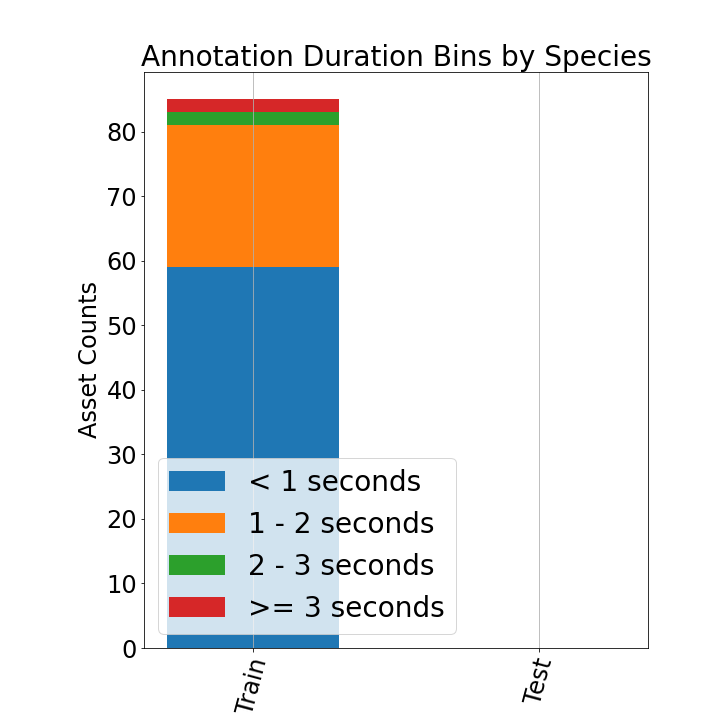 Annotation Duration Bins by Species
Asset Counts
80
70
60
50
40
30
20
10
0
< 1 seconds
1 - 2 seconds
2 - 3 seconds
>= 3 seconds
Train
Test